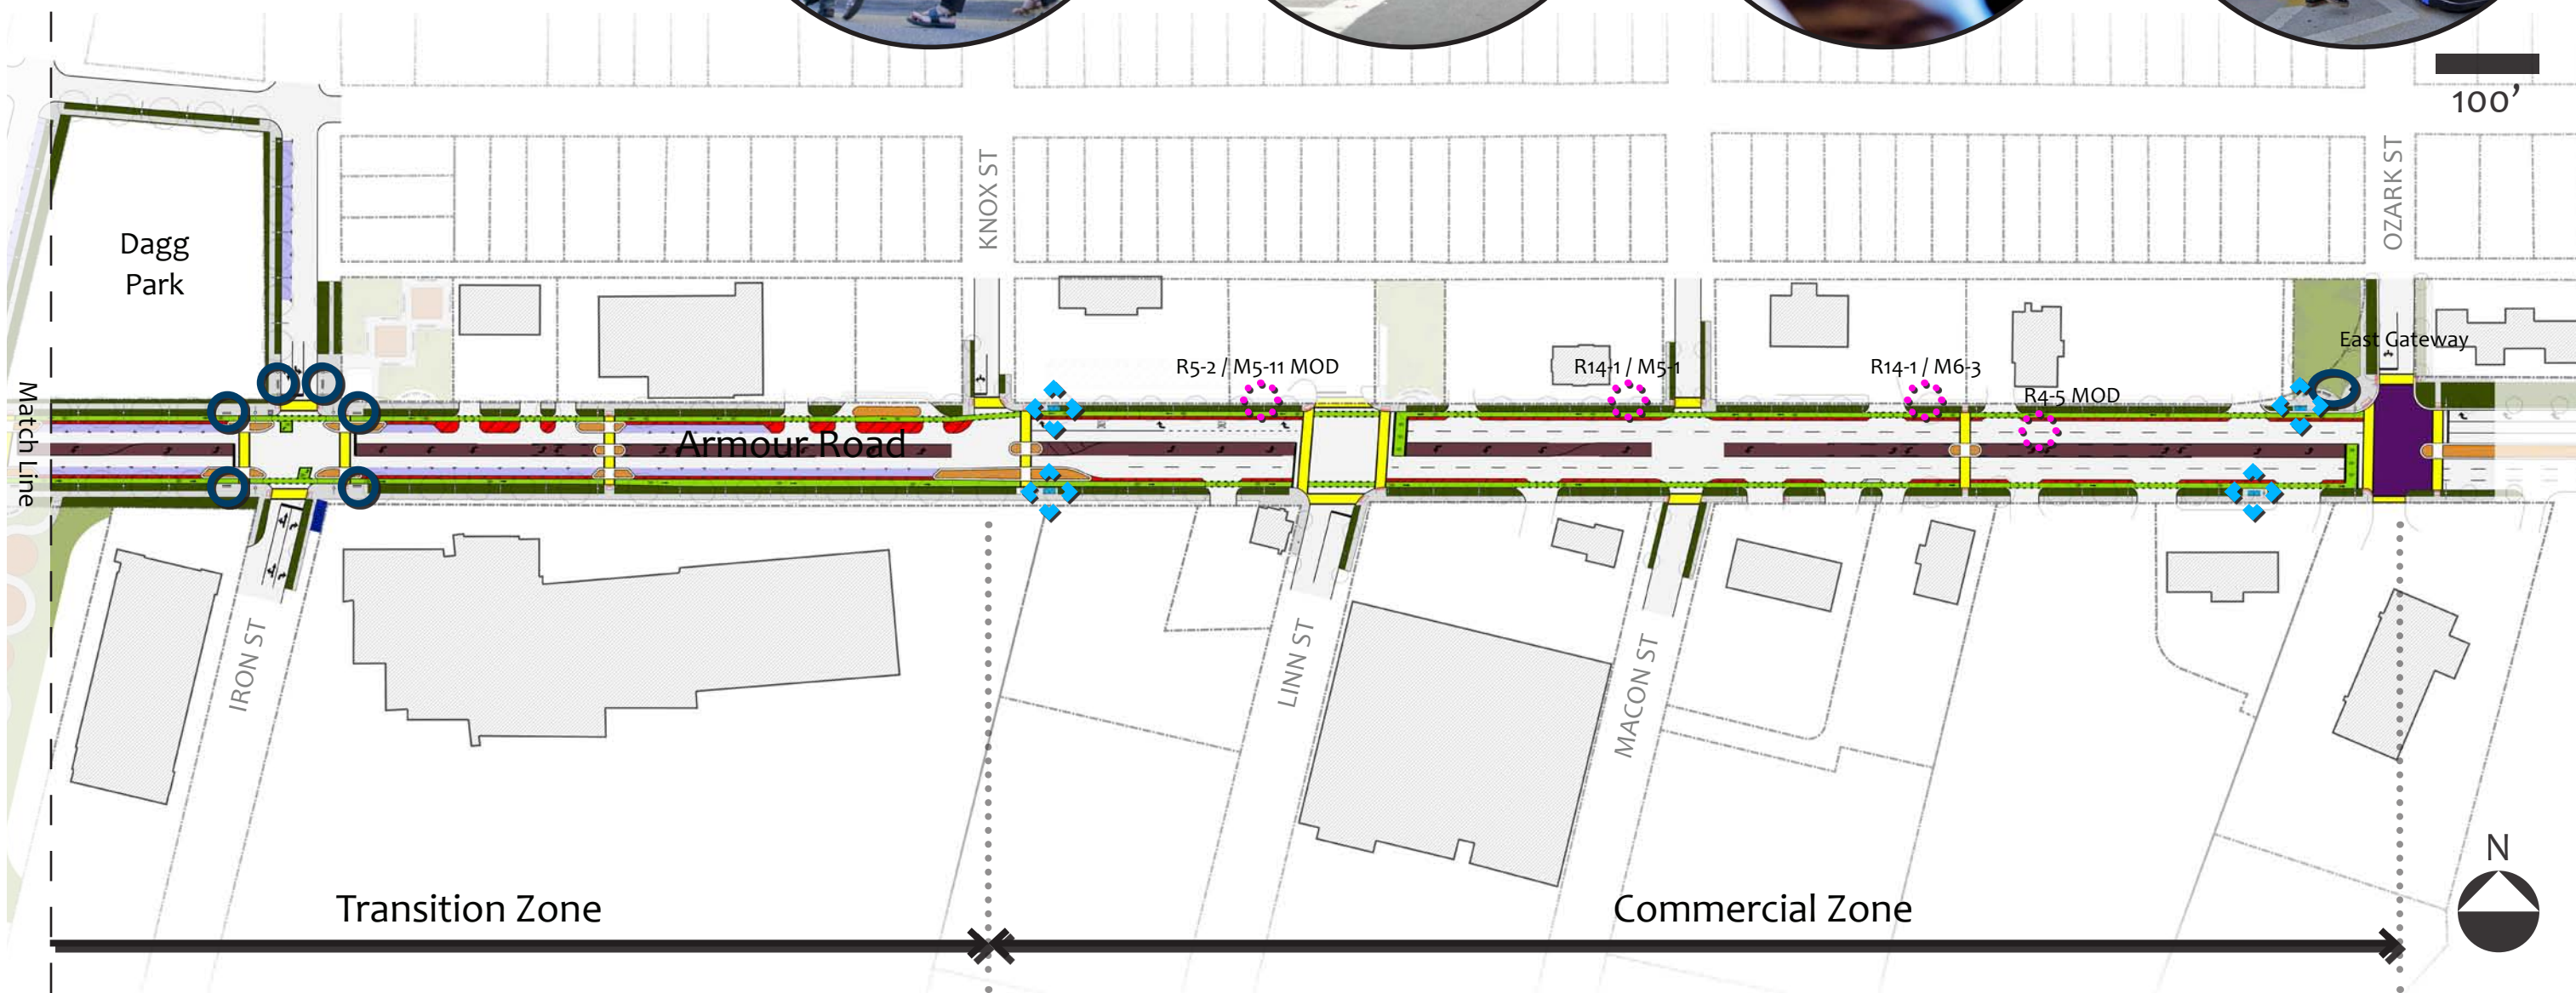 100'
KNOX ST
OZARK ST
Dagg
Park
East Gateway
R5-2 / M5-11 MOD
R14-1 / M5-1
R14-1 / M6-3
R4-5 MOD
Match Line
Armour Road
IRON ST
LINN ST
MACON ST
N
Transition Zone
Commercial Zone